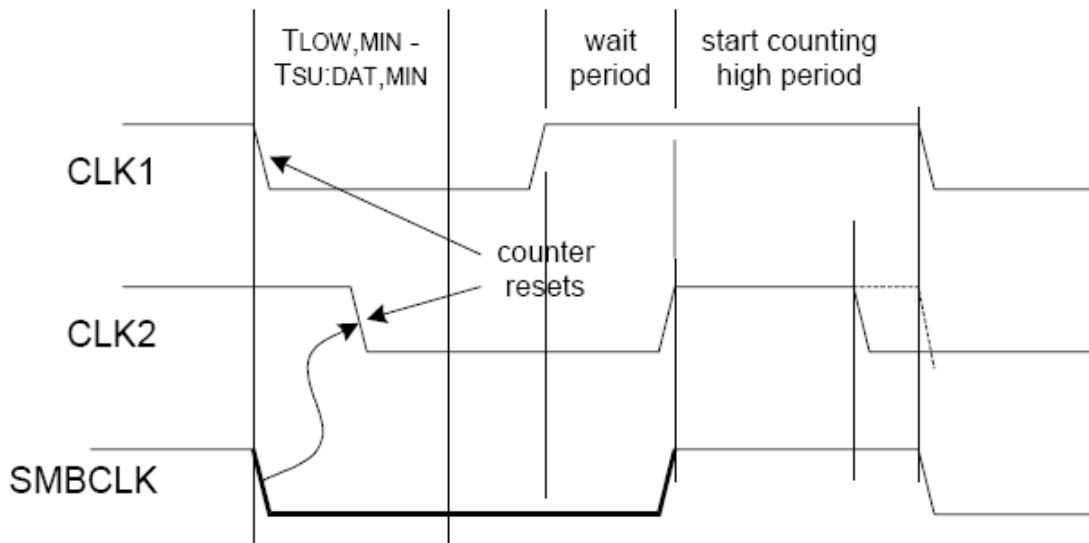 TLOW,MIN -
TSU:DAT,MIN
wait
period
start counting
high period
CLK1
counter
resets
CLK2
SMBCLK